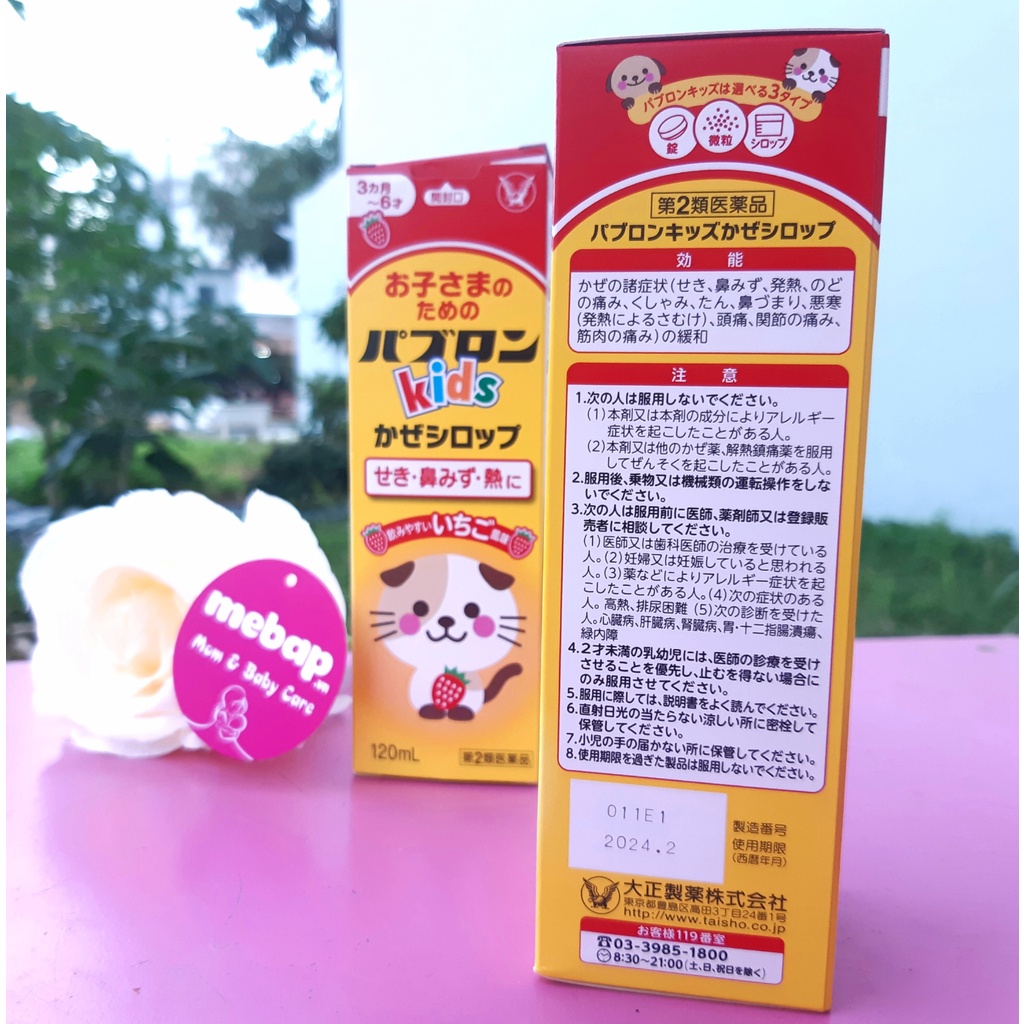 3カ月
～6才
開封口
お子さまの
ための
パブロン
kids
かぜシロップ
せき・鼻みず・熱に
飲みやすいいちご風味
120mL
第2類医薬品
mebap.vn
Mom & Baby Care
パブロンキッズは選べる3タイプ
錠
微粒
シロップ
第2類医薬品
パブロンキッズかぜシロップ
効 能
かぜの諸症状(せき、鼻みず、発熱、のど
の痛み、くしゃみ、たん、鼻づまり、悪寒
(発熱によるさむけ)、頭痛、関節の痛み、
筋肉の痛み)の緩和
注 意
1.次の人は服用しないでください。
(1)本剤又は本剤の成分によりアレルギー
症状を起こしたことがある人。
(2)本剤又は他のかぜ薬、解熱鎮痛薬を服用
してぜんそくを起こしたことがある人。
2.服用後、乗物又は機械類の運転操作をしな
いでください。
3.次の人は服用前に医師、薬剤師又は登録販
売者に相談してください。
(1)医師又は歯科医師の治療を受けている
人。(2)妊婦又は妊娠していると思われる
人。(3)薬などによりアレルギー症状を起
こしたことがある人。(4)次の症状のある
人。高熱、排尿困難 (5)次の診断を受けた
人。心臓病、肝臓病、腎臓病、胃・十二指腸潰瘍、
緑内障
4.2才未満の乳幼児には、医師の診療を受け
させることを優先し、止むを得ない場合に
のみ服用させてください。
5.服用に際しては、説明書をよく読んでください。
6.直射日光の当たらない涼しい所に密栓して
保管してください。
7.小児の手の届かない所に保管してください。
8.使用期限を過ぎた製品は服用しないでください。
011E1
2024.2
製造番号
使用期限
(西暦年月)
大正製薬株式会社
東京都豊島区高田3丁目24番1号
http://www.taisho.co.jp
お客様119番室
☎03-3985-1800
8:30～21:00(土、日、祝日を除く)